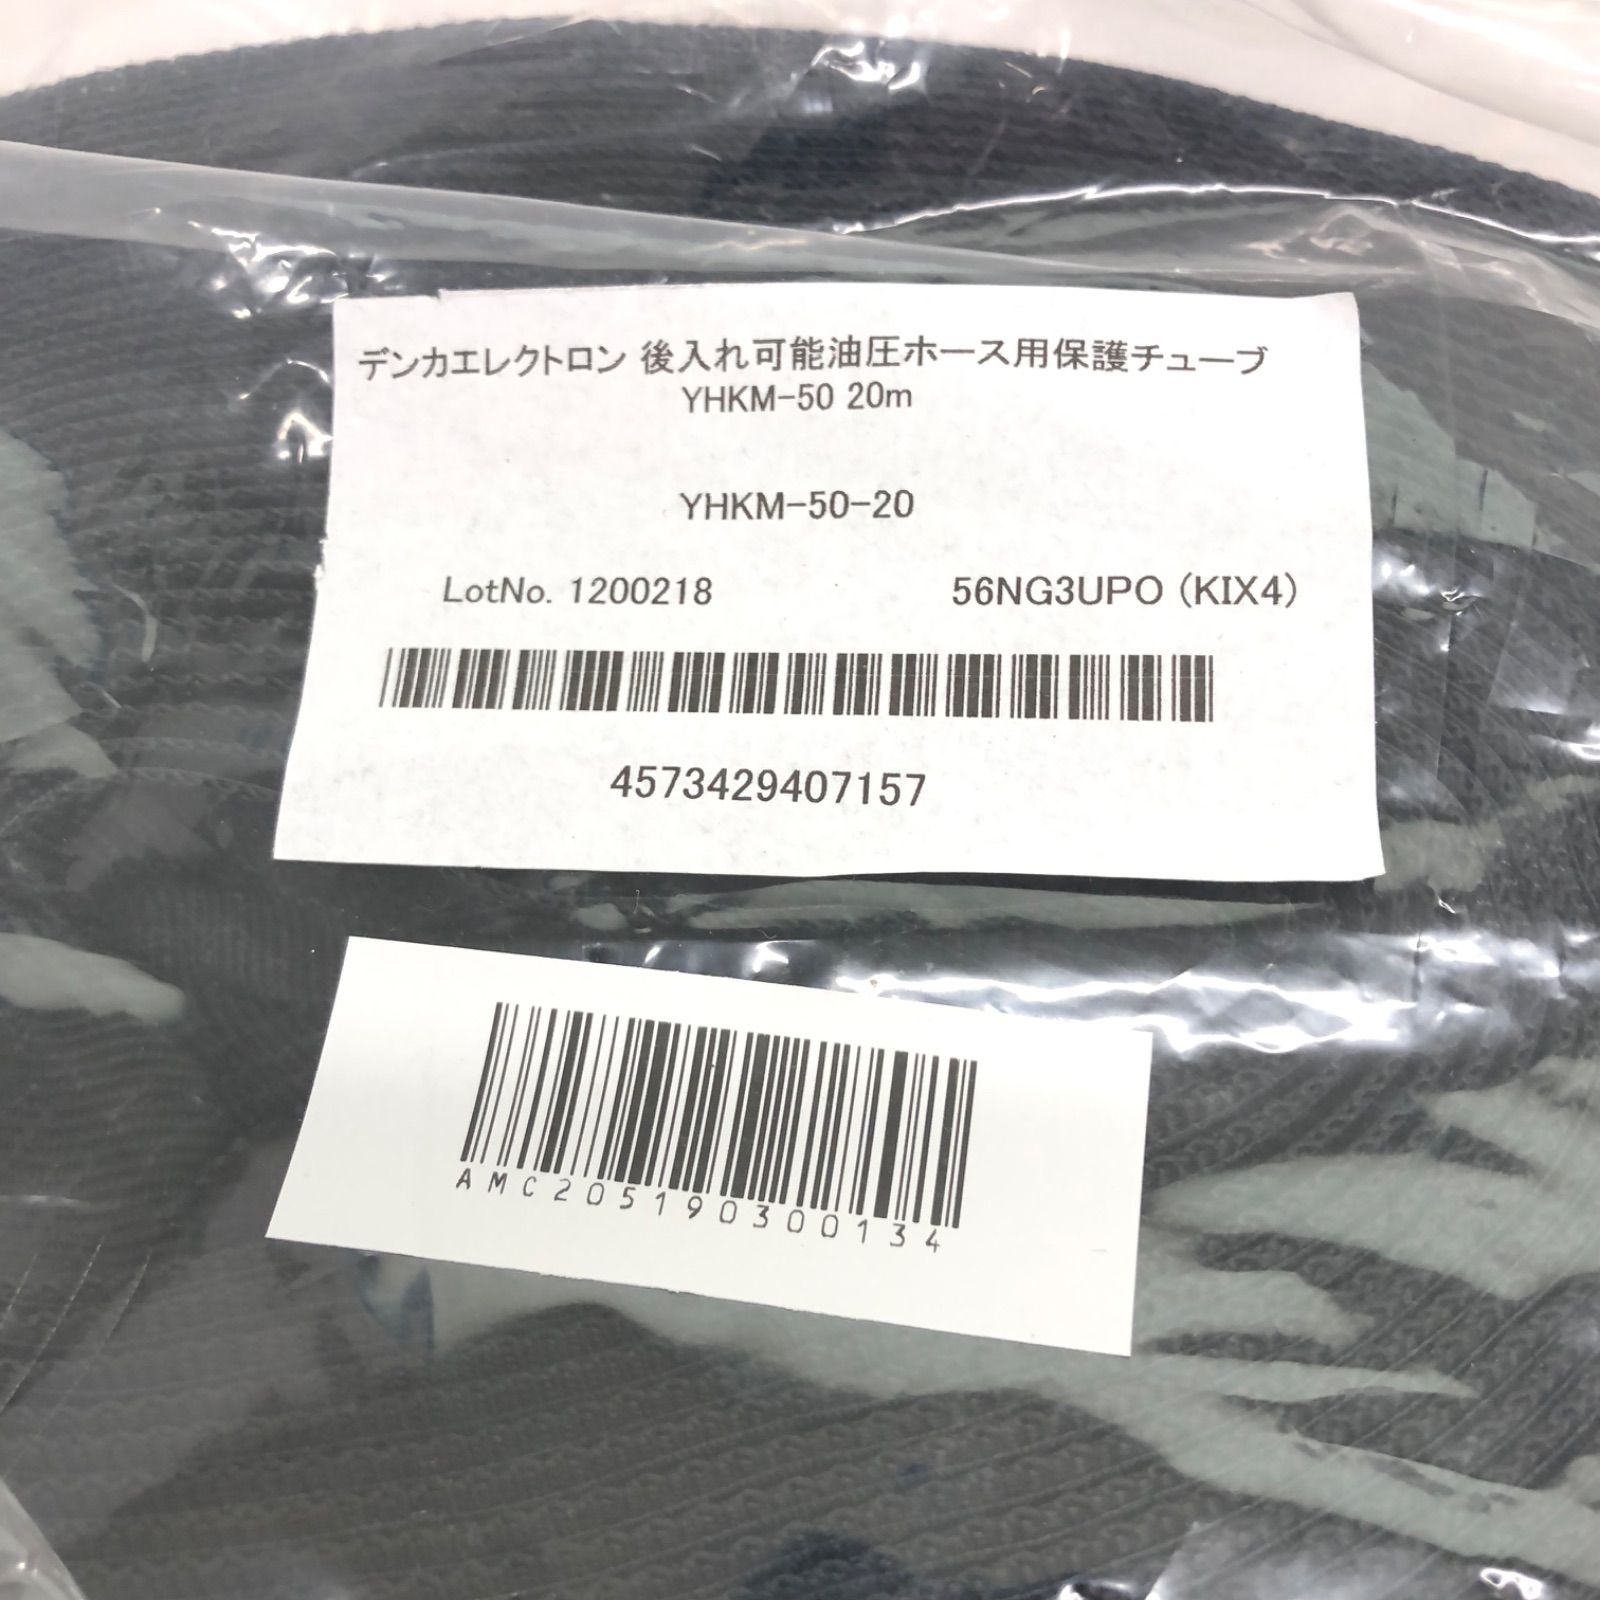 デンカエレクトロン 後入れ可能油圧ホース用保護チューブ
YHKM-50 20m
YHKM-50-20
LotNo. 1200218 56NG3UPO (KIX4)
4573429407157
AMC205190300134